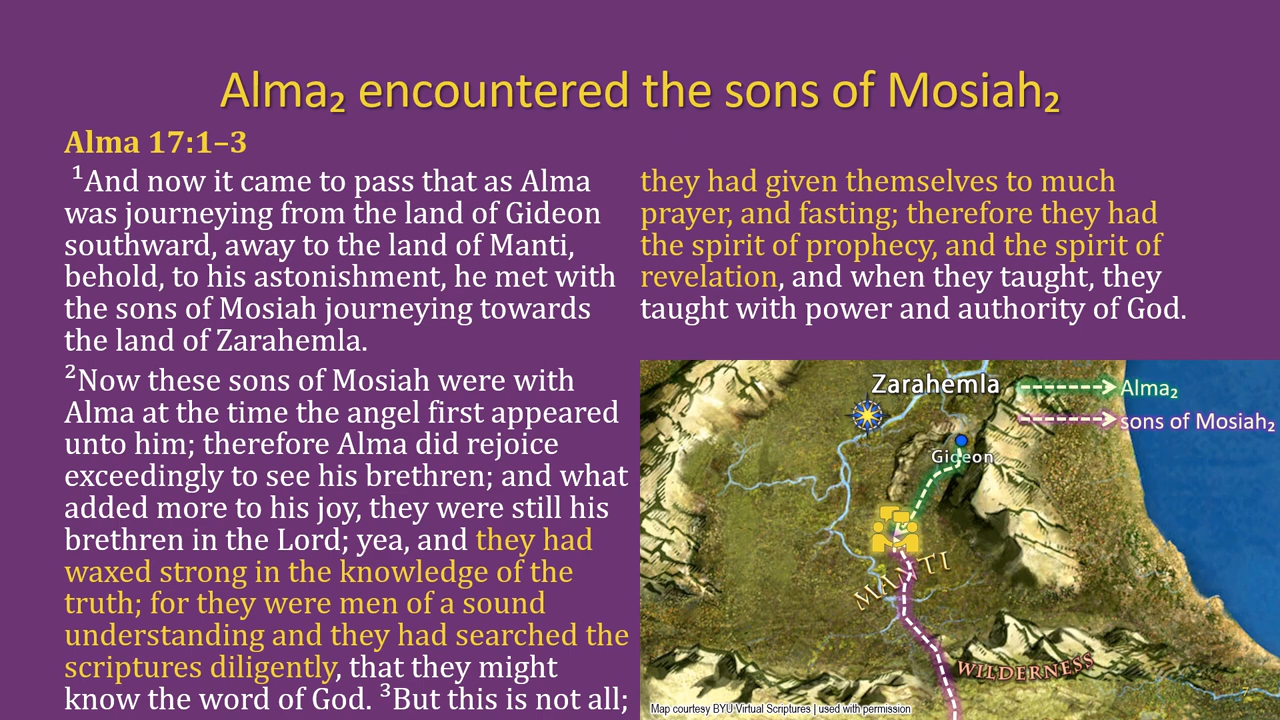 Alma₂ encountered the sons of Mosiah₂
Alma 17:1–3
¹And now it came to pass that as Alma
was journeying from the land of Gideon
southward, away to the land of Manti,
behold, to his astonishment, he met with
the sons of Mosiah journeying towards
the land of Zarahemla.
²Now these sons of Mosiah were with
Alma at the time the angel first appeared
unto him; therefore Alma did rejoice
exceedingly to see his brethren; and what
added more to his joy, they were still his
brethren in the Lord; yea, and they had
waxed strong in the knowledge of the
truth; for they were men of a sound
understanding and they had searched the
scriptures diligently, that they might
know the word of God. ³But this is not all;
they had given themselves to much
prayer, and fasting; therefore they had
the spirit of prophecy, and the spirit of
revelation, and when they taught, they
taught with power and authority of God.
Zarahemla
Alma₂
sons of Mosiah₂
Gideon
MANTI
WILDERNESS
Map courtesy BYU Virtual Scriptures | used with permission
7